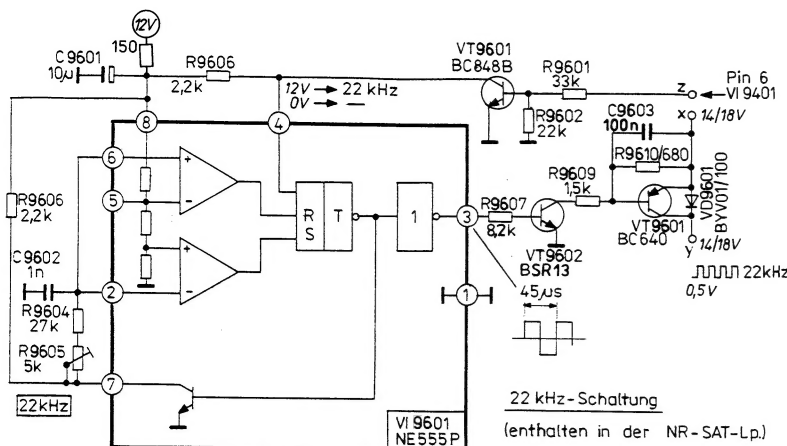 12V
150
C9601
10µ
R9606
2,2k
12V → 22 kHz
0V → —
VT9601
BC848B
R9601
33k
Z
Pin 6
VI 9401
R9602
22k
C9603
100n
x
14/18V
R9610/680
R9609
1,5k
VD9601
BYV01/100
VT9601
BC640
y
14/18V
22kHz
0,5V
8
4
6
5
2
7
3
1
+
-
+
-
R
S
T
1
R9606
2,2k
C9602
1n
R9604
27k
R9605
5k
22kHz
R9607
8,2k
VT9602
BSR13
45µs
VI 9601
NE555P
22 kHz-Schaltung
(enthalten in der NR-SAT-Lp.)